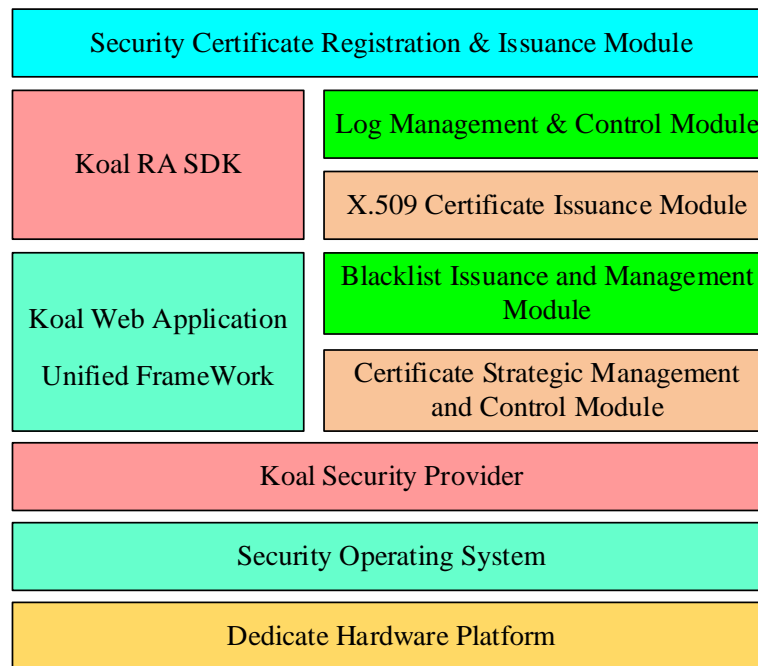 Security Certificate Registration & Issuance Module
Koal RA SDK
Log Management & Control Module
X.509 Certificate Issuance Module
Koal Web Application
Unified FrameWork
Blacklist Issuance and Management
Module
Certificate Strategic Management
and Control Module
Koal Security Provider
Security Operating System
Dedicate Hardware Platform